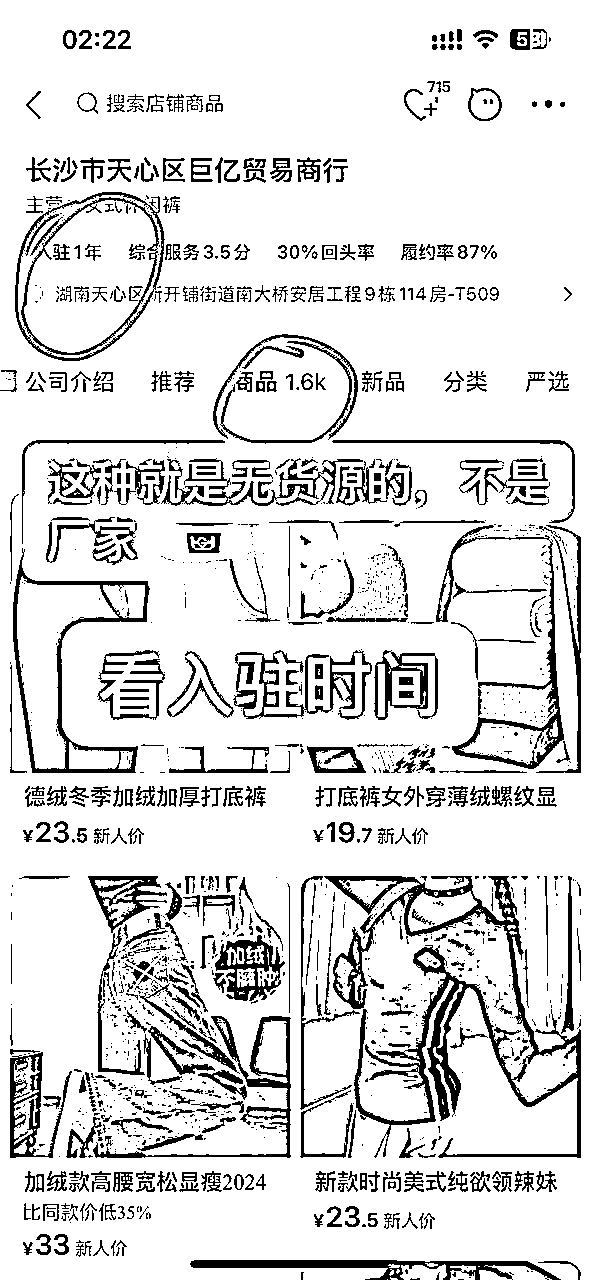 02:22
搜索店铺商品
715
长沙市天心区巨亿贸易商行
主营 女式休闲裤
入驻1年 综合服务3.5分 30%回头率 履约率87%
湖南天心区新开铺街道南大桥安居工程9栋114房-T509
公司介绍 推荐 商品 1.6k 新品 分类 严选
这种就是无货源的，不是
厂家
看入驻时间
德绒冬季加绒加厚打底裤
¥23.5 新人价
打底裤女外穿薄绒螺纹显
¥19.7 新人价
加绒
不臃肿
加绒款高腰宽松显瘦2024
比同款价低35%
¥33 新人价
新款时尚美式纯欲领辣妹
¥23.5 新人价